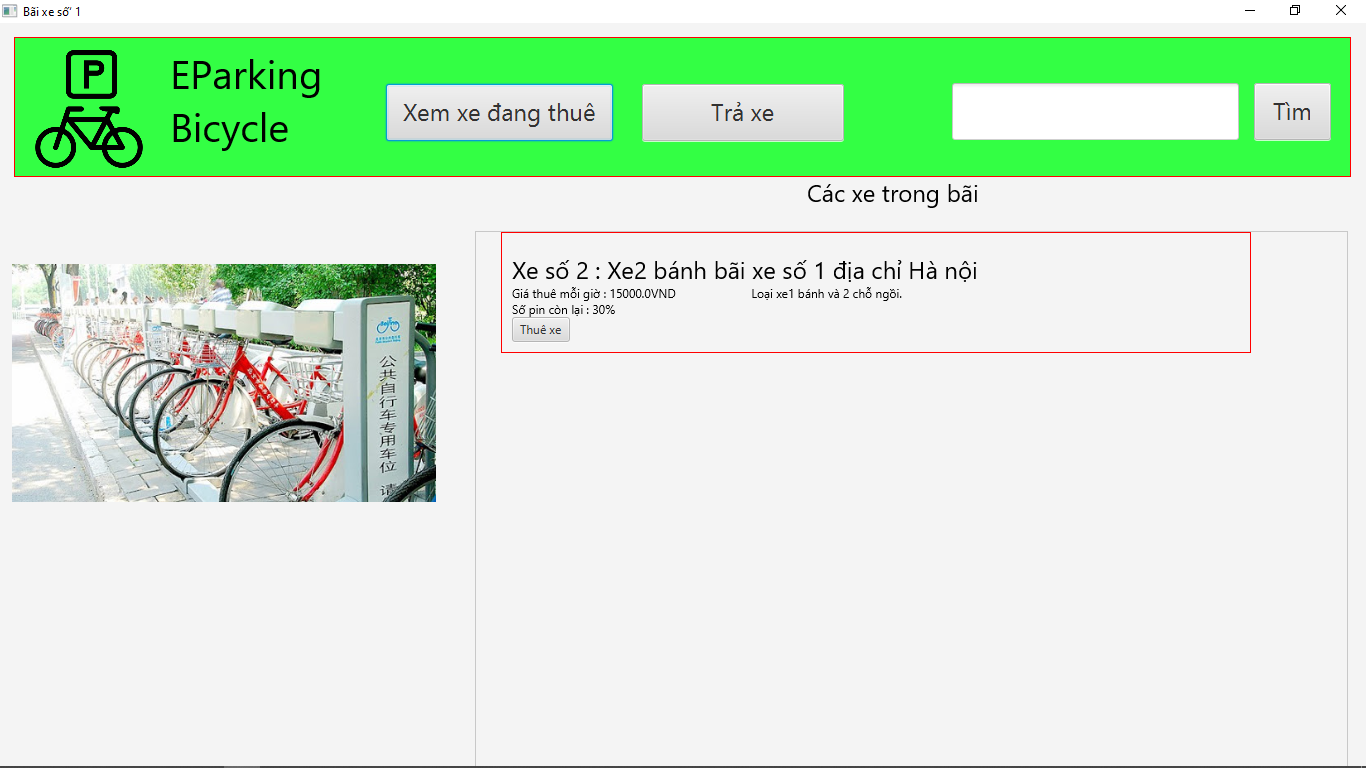 Bãi xe số 1
P
EParking
Bicycle
Xem xe đang thuê
Trả xe
Tìm
Các xe trong bãi
Xe số 2 : Xe2 bánh bãi xe số 1 địa chỉ Hà nội
Giá thuê mỗi giờ : 15000.0VND
Loại xe1 bánh và 2 chỗ ngồi.
Số pin còn lại : 30%
Thuê xe
公共自行车专用车位 请